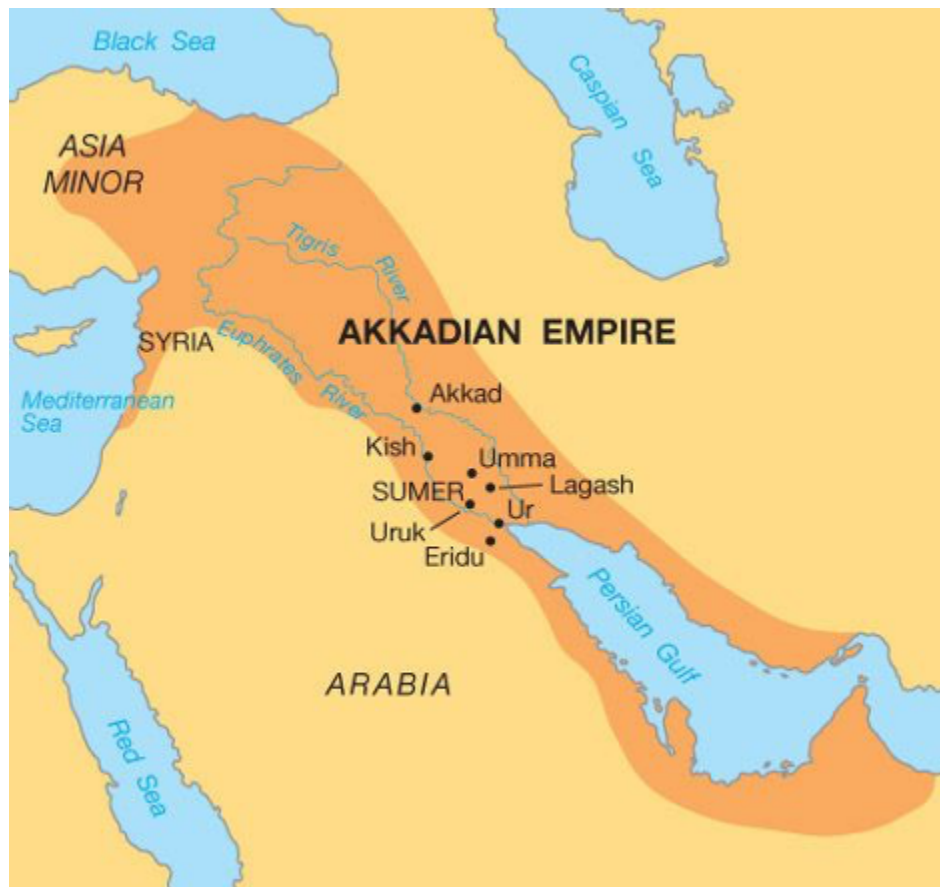 Black Sea
Caspian Sea
ASIA
MINOR
Tigris River
AKKADIAN EMPIRE
SYRIA
Euphrates River
Mediterranean
Sea
Akkad
Kish
Umma
SUMER
Lagash
Uruk
Ur
Eridu
Persian Gulf
ARABIA
Red Sea